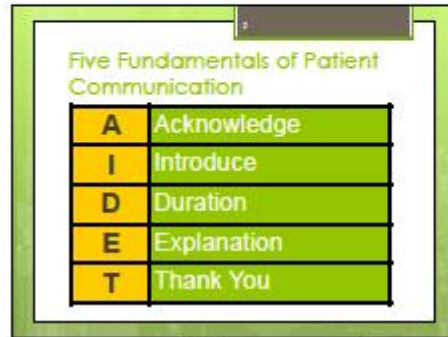 Five Fundamentals of Patient
Communication
A Acknowledge
I Introduce
D Duration
E Explanation
T Thank You